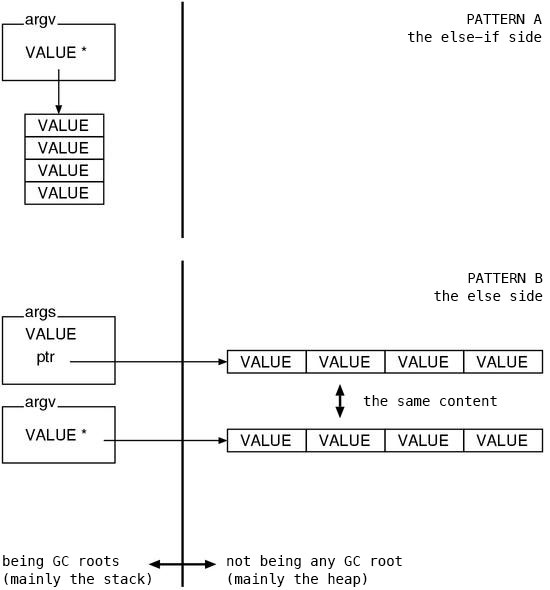 argv
PATTERN A
the else-if side
VALUE *
VALUE
VALUE
VALUE
VALUE
PATTERN B
the else side
args
VALUE
ptr
VALUE VALUE VALUE VALUE
the same content
argv
VALUE *
VALUE VALUE VALUE VALUE
being GC roots
(mainly the stack)
not being any GC root
(mainly the heap)